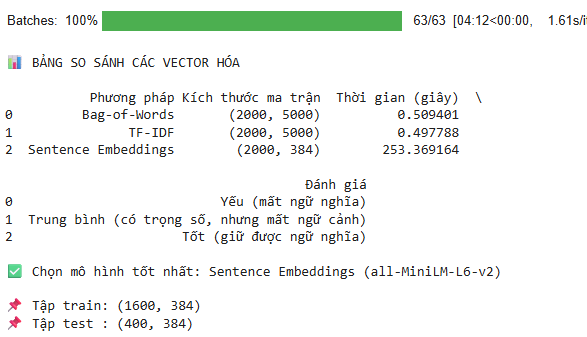 Batches: 100% 63/63 [04:12<00:00, 1.61s/it
📊 BẢNG SO SÁNH CÁC VECTOR HÓA
Phương pháp Kích thước ma trận Thời gian (giây) \
0 Bag-of-Words (2000, 5000) 0.509401
1 TF-IDF (2000, 5000) 0.497788
2 Sentence Embeddings (2000, 384) 253.369164
Đánh giá
0 Yếu (mất ngữ nghĩa)
1 Trung bình (có trọng số, nhưng mất ngữ cảnh)
2 Tốt (giữ được ngữ nghĩa)
✅ Chọn mô hình tốt nhất: Sentence Embeddings (all-MiniLM-L6-v2)
📌 Tập train: (1600, 384)
📌 Tập test : (400, 384)